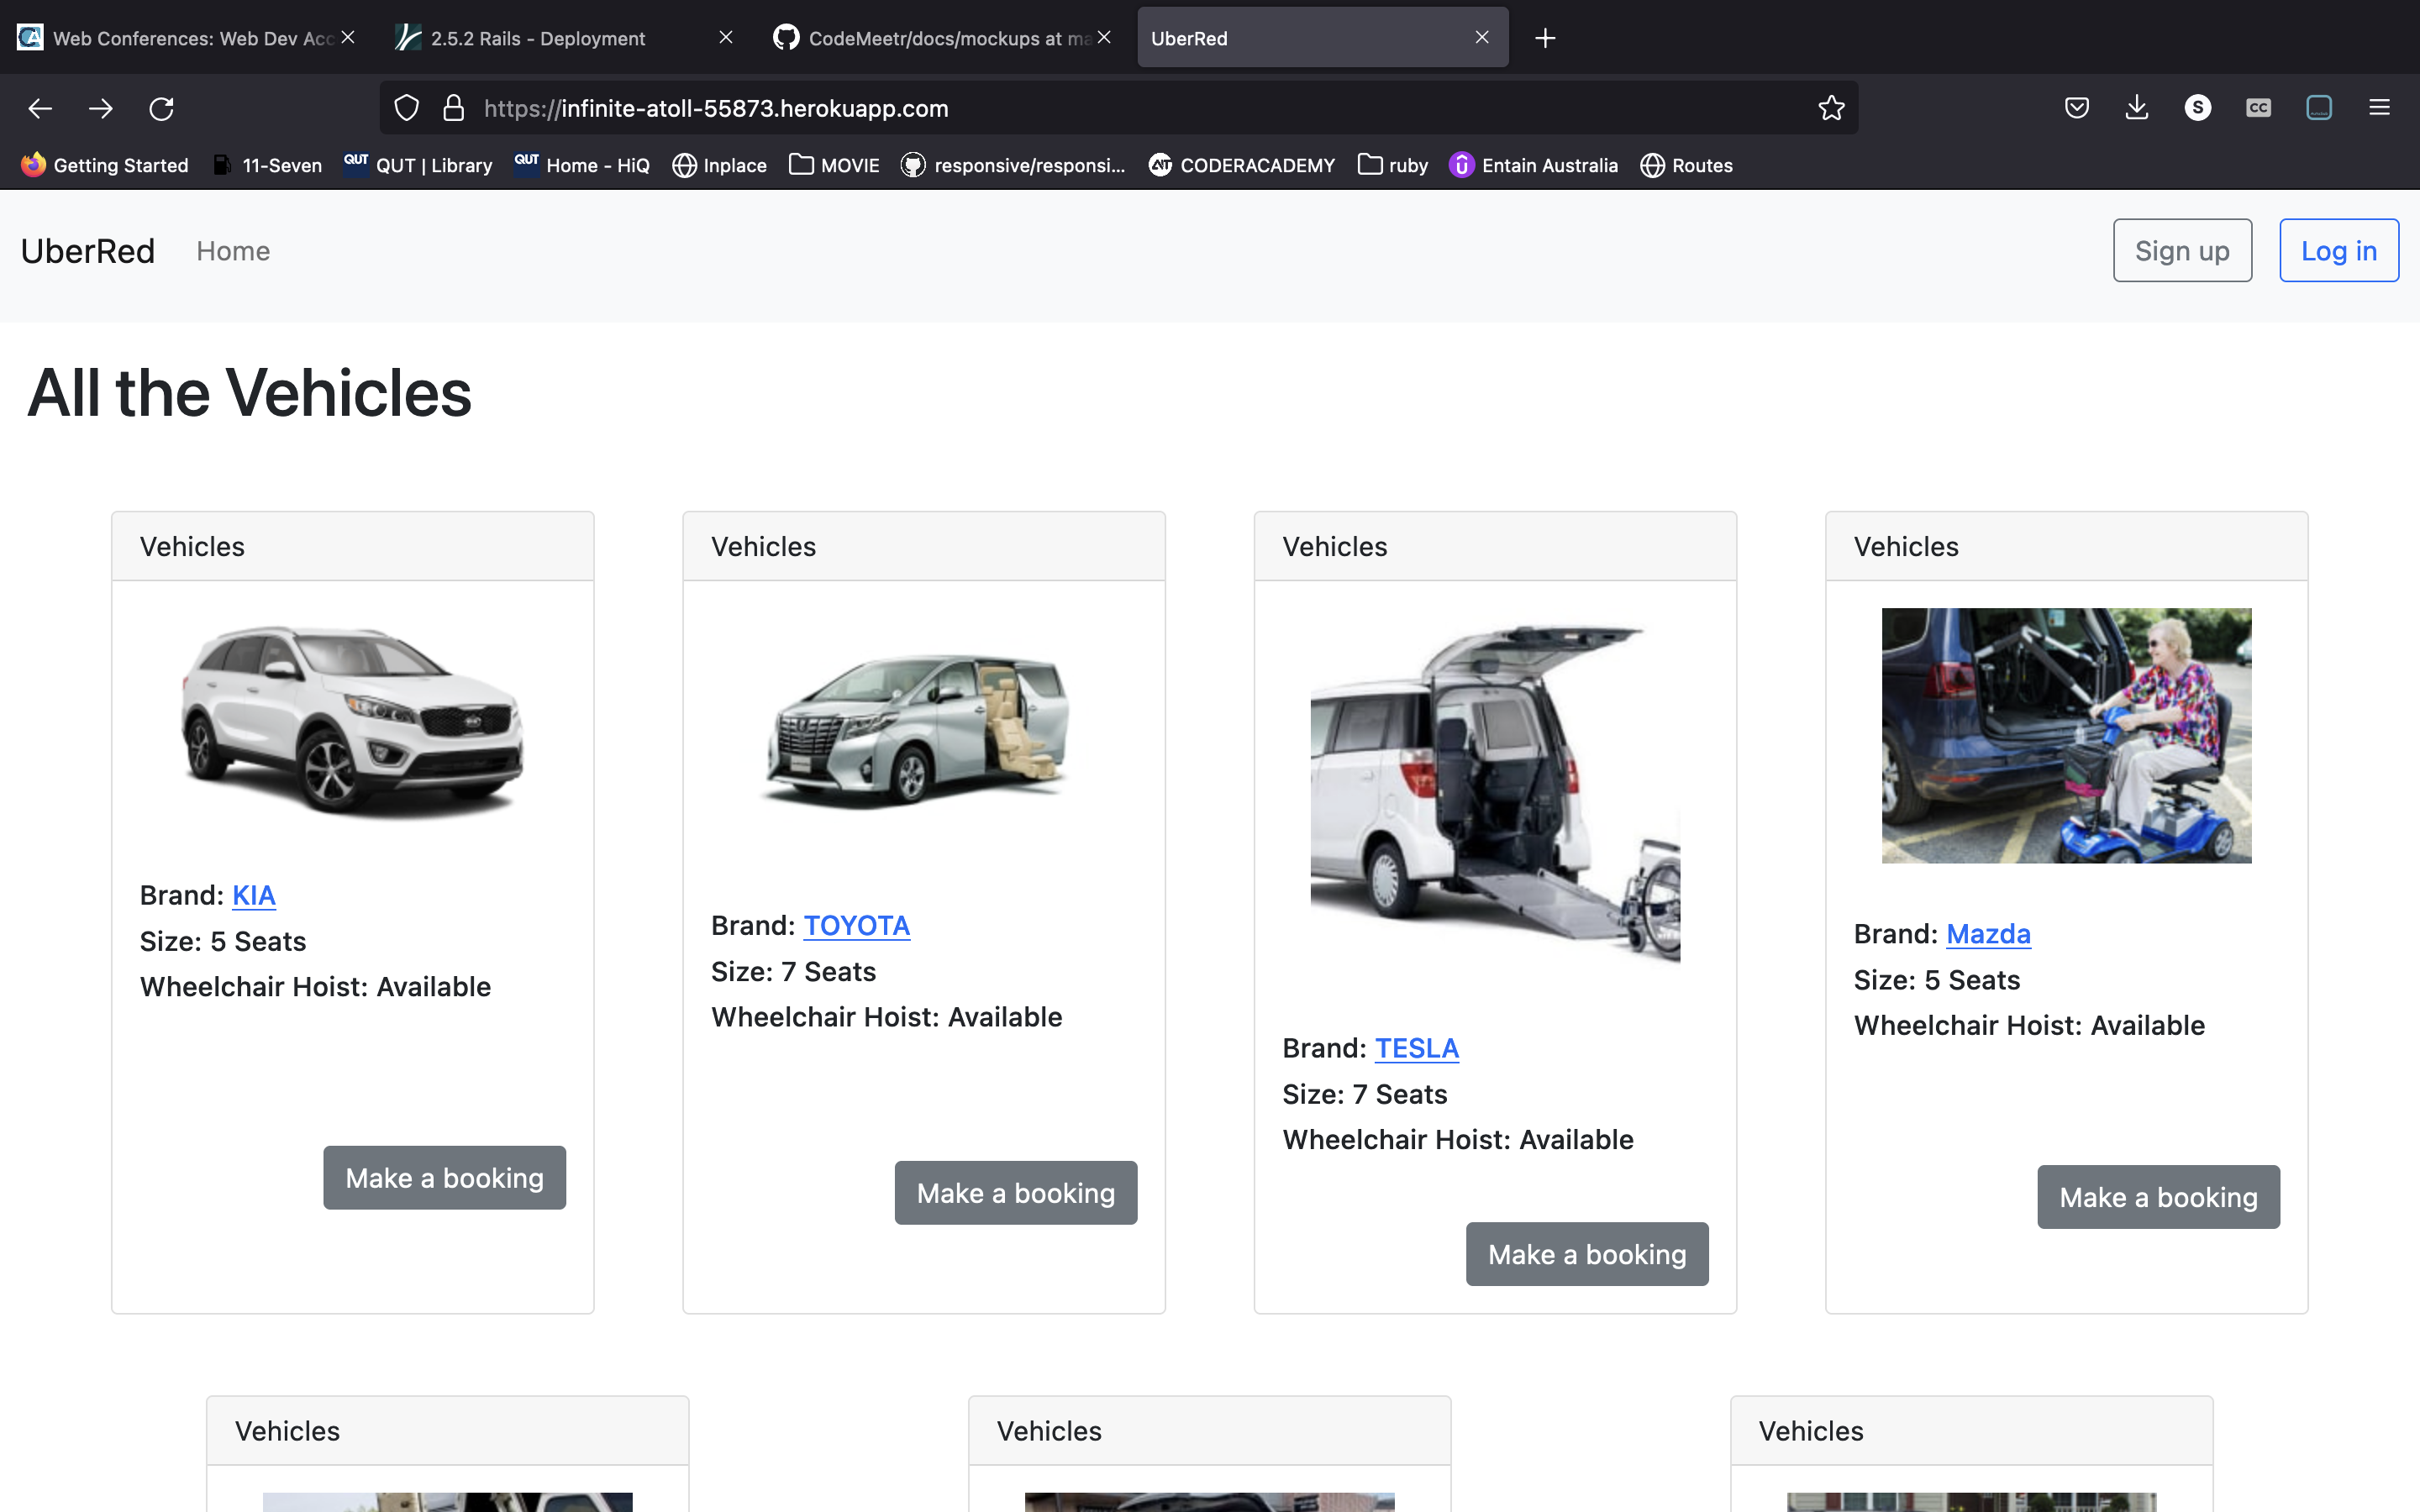 Web Conferences: Web Dev Acc
2.5.2 Rails - Deployment
CodeMeetr/docs/mockups at ma
UberRed
https://infinite-atoll-55873.herokuapp.com
S
CC
Getting Started
11-Seven
QUT
QUT | Library
QUT
Home - HiQ
Inplace
MOVIE
responsive/responsi...
CODERACADEMY
ruby
Entain Australia
Routes
UberRed
Home
Sign up
Log in
All the Vehicles
Vehicles
Brand: KIA
Size: 5 Seats
Wheelchair Hoist: Available
Make a booking
Vehicles
Brand: TOYOTA
Size: 7 Seats
Wheelchair Hoist: Available
Make a booking
Vehicles
Brand: TESLA
Size: 7 Seats
Wheelchair Hoist: Available
Make a booking
Vehicles
Brand: Mazda
Size: 5 Seats
Wheelchair Hoist: Available
Make a booking
Vehicles
Vehicles
Vehicles